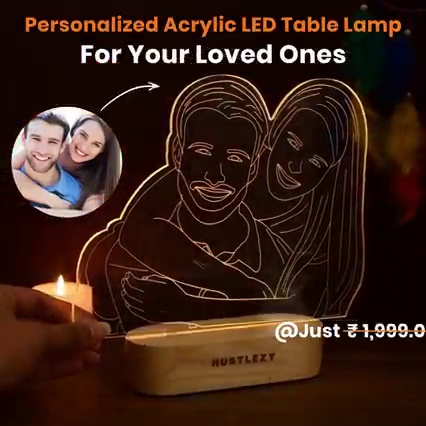 Personalized Acrylic LED Table Lamp
For Your Loved Ones
@Just ₹ 1,999.0
HUSTLEZY